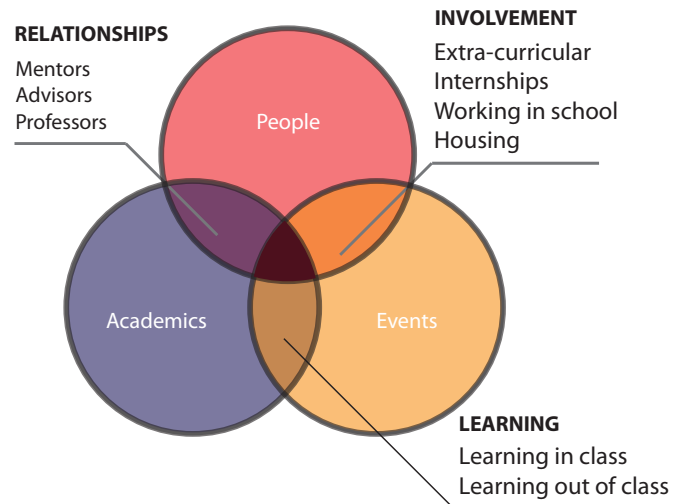 RELATIONSHIPS
Mentors
Advisors
Professors
INVOLVEMENT
Extra-curricular
Internships
Working in school
Housing
People
Academics
Events
LEARNING
Learning in class
Learning out of class